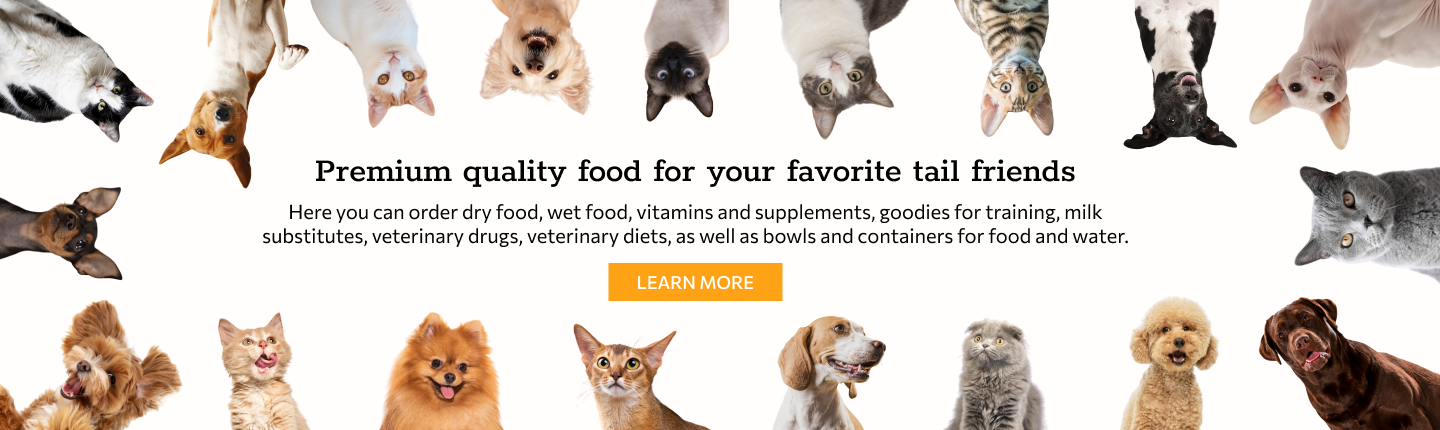 Premium quality food for your favorite tail friends
Here you can order dry food, wet food, vitamins and supplements, goodies for training, milk
substitutes, veterinary drugs, veterinary diets, as well as bowls and containers for food and water.
LEARN MORE